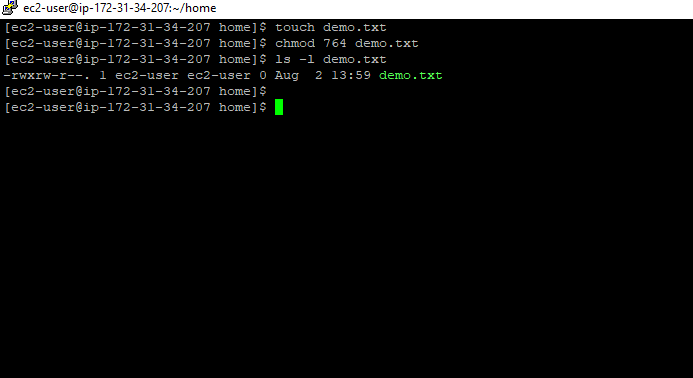 ec2-user@ip-172-31-34-207:~/home
[ec2-user@ip-172-31-34-207 home]$ touch demo.txt
[ec2-user@ip-172-31-34-207 home]$ chmod 764 demo.txt
[ec2-user@ip-172-31-34-207 home]$ ls -l demo.txt
-rwxrw-r--. 1 ec2-user ec2-user 0 Aug  2 13:59 demo.txt
[ec2-user@ip-172-31-34-207 home]$
[ec2-user@ip-172-31-34-207 home]$